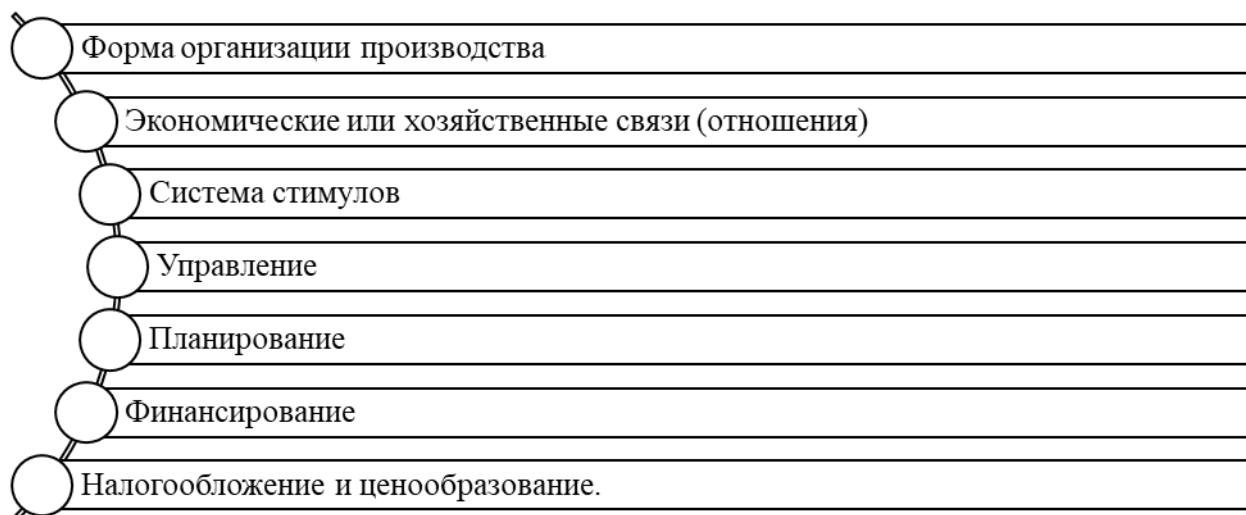 Форма организации производства
Экономические или хозяйственные связи (отношения)
Система стимулов
Управление
Планирование
Финансирование
Налогообложение и ценообразование.